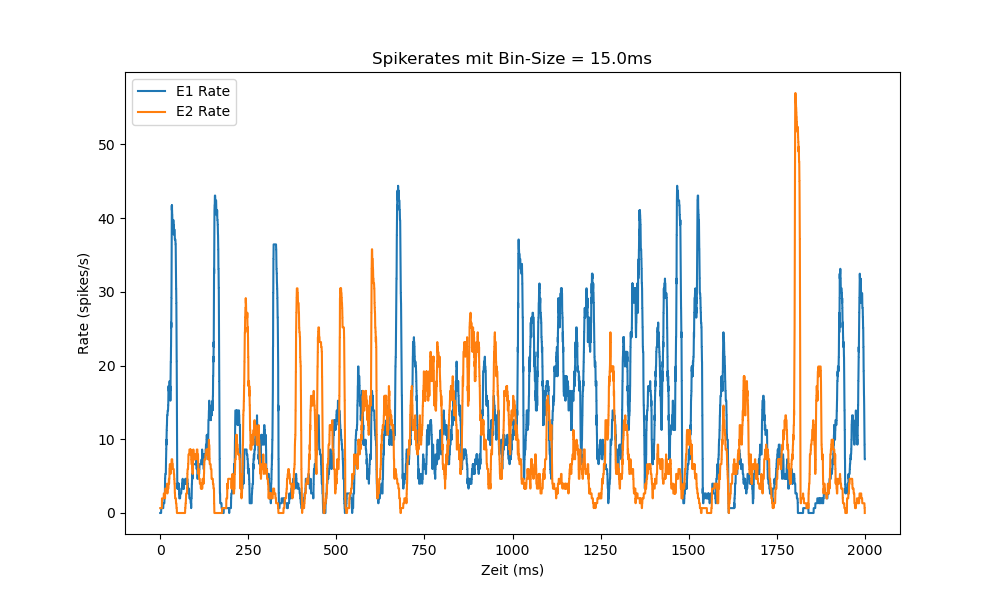 Spikerates mit Bin-Size = 15.0ms
E1 Rate
E2 Rate
Rate (spikes/s)
50
40
30
20
10
0
0 250 500 750 1000 1250 1500 1750 2000
Zeit (ms)